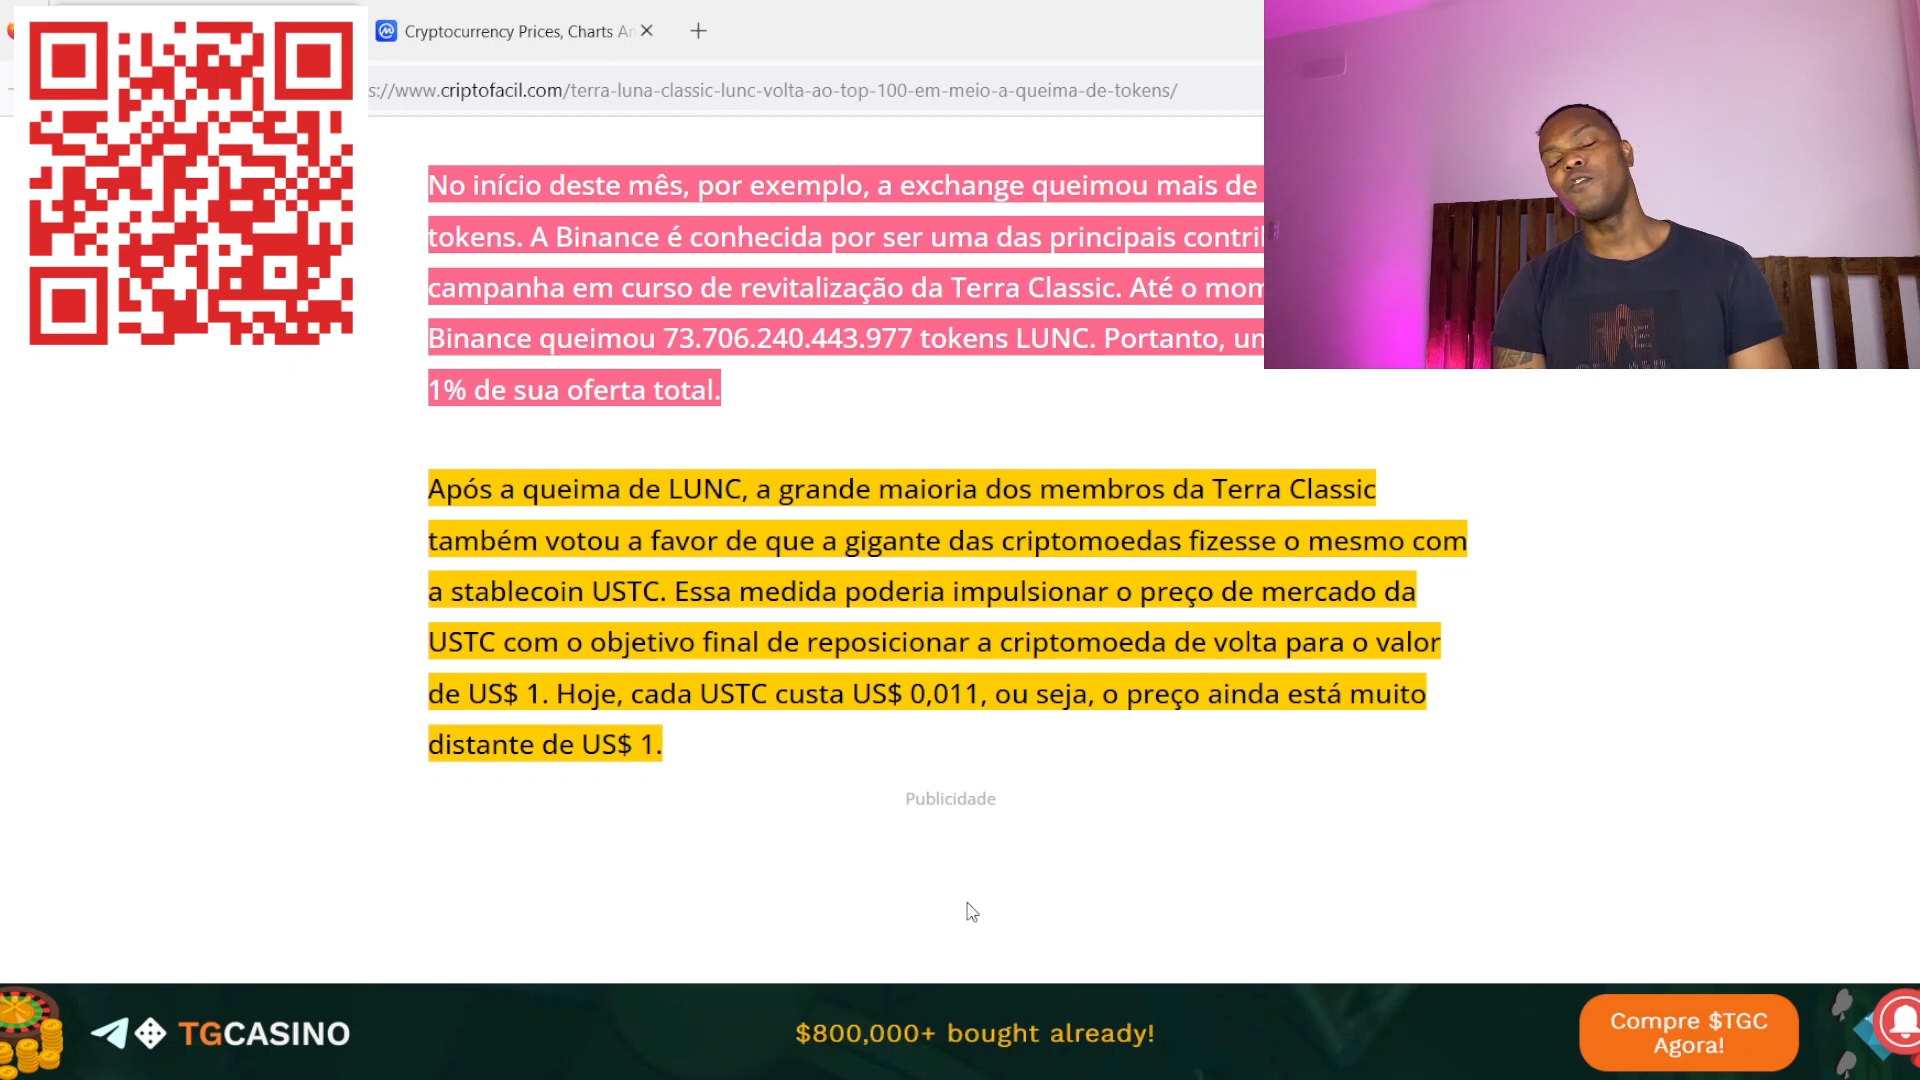 Cryptocurrency Prices, Charts
s://www.criptofacil.com/terra-luna-classic-lunc-volta-ao-top-100-em-meio-a-queima-de-tokens/
No início deste mês, por exemplo, a exchange queimou mais de
tokens. A Binance é conhecida por ser uma das principais
campanha em curso de revitalização da Terra Classic. Até o
Binance queimou 73.706.240.443.977 tokens LUNC. Portanto,
1% de sua oferta total.
Após a queima de LUNC, a grande maioria dos membros da Terra Classic
também votou a favor de que a gigante das criptomoedas fizesse o mesmo com
a stablecoin USTC. Essa medida poderia impulsionar o preço de mercado da
USTC com o objetivo final de reposicionar a criptomoeda de volta para o valor
de US$ 1. Hoje, cada USTC custa US$ 0,011, ou seja, o preço ainda está muito
distante de US$ 1.
Publicidade
TGCASINO
$800,000+ bought already!
Compre $TGC
Agora!